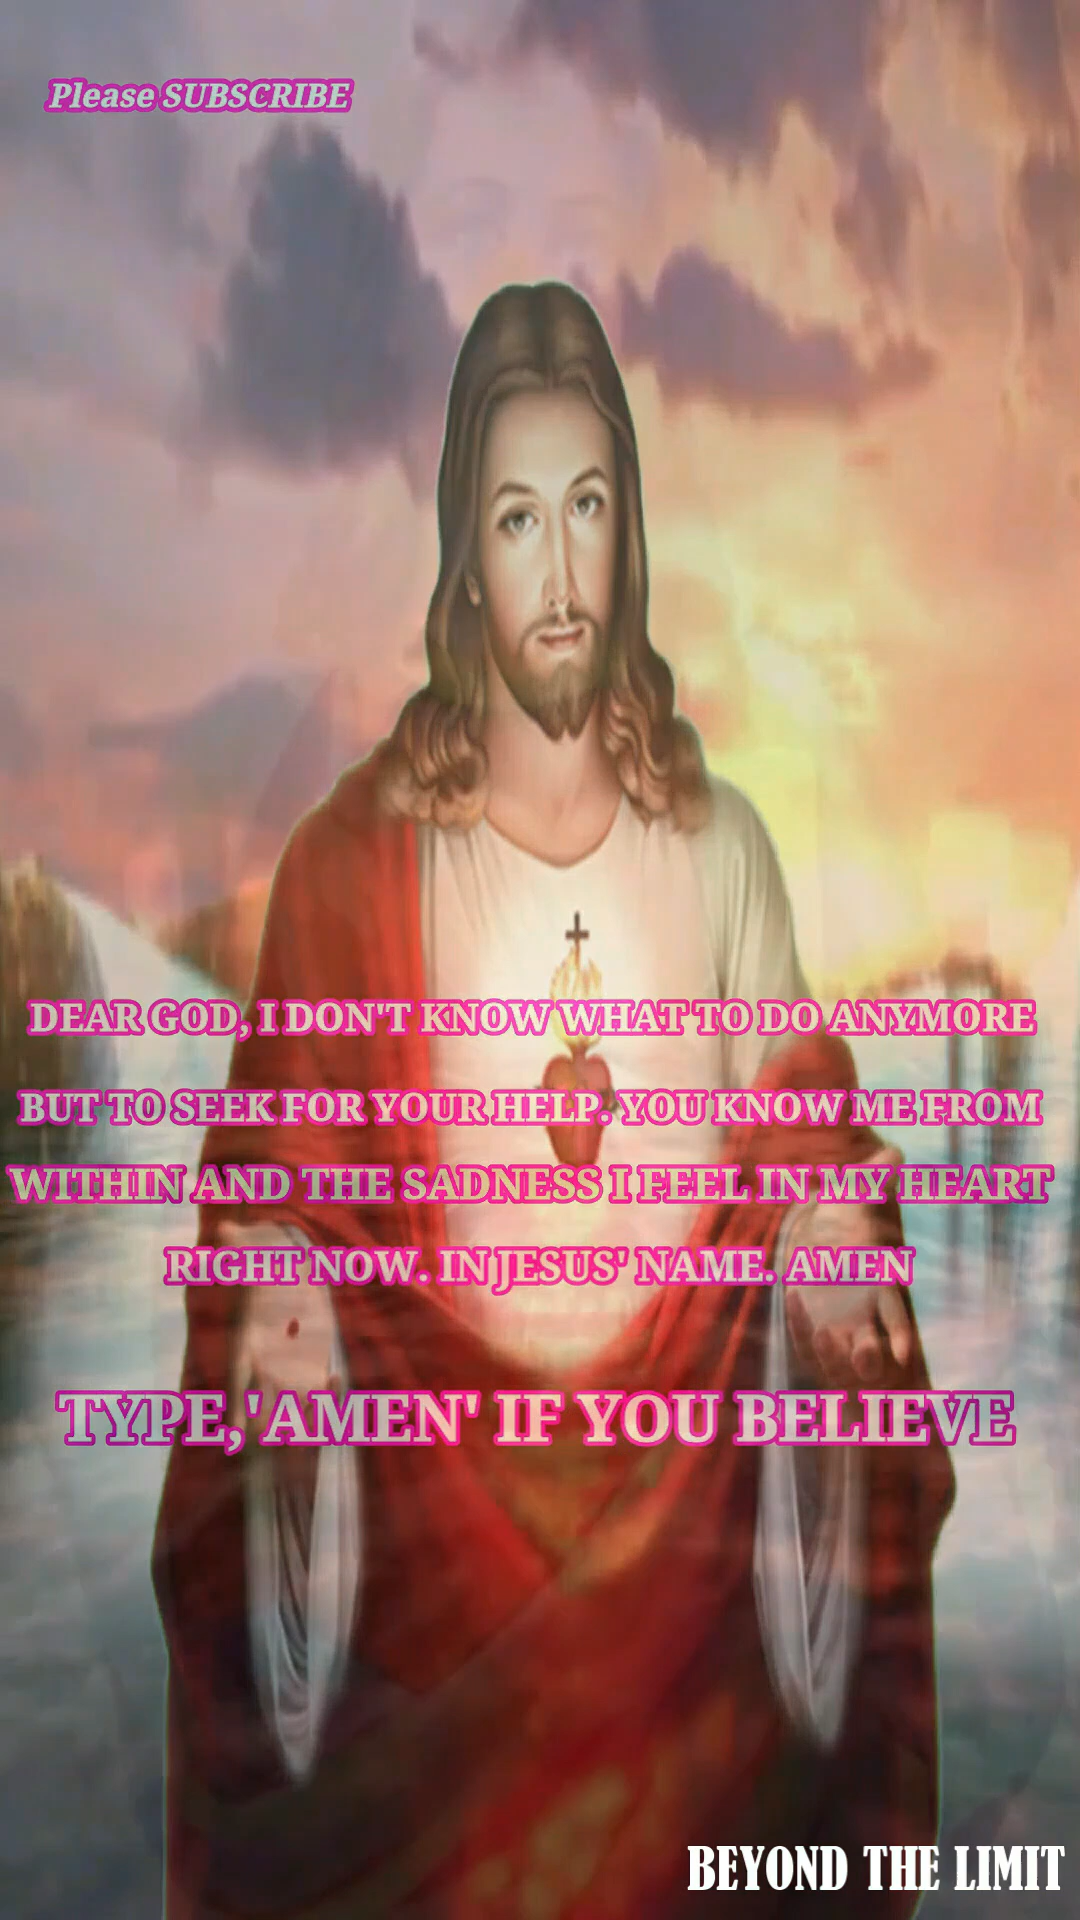 Please SUBSCRIBE
DEAR GOD, I DON'T KNOW WHAT TO DO ANYMORE
BUT TO SEEK FOR YOUR HELP. YOU KNOW ME FROM
WITHIN AND THE SADNESS I FEEL IN MY HEART
RIGHT NOW. IN JESUS' NAME. AMEN
TYPE, 'AMEN' IF YOU BELIEVE
BEYOND THE LIMIT